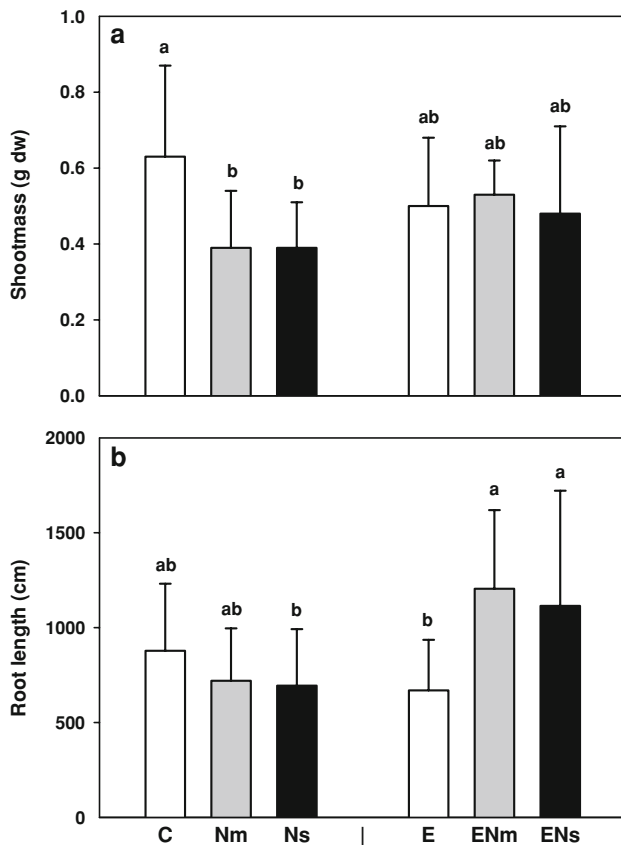 a
1.0
0.8
0.6
0.4
0.2
0.0
Shootmass (g dw)
a
b
b
ab
ab
ab
b
2000
1500
1000
500
0
Root length (cm)
ab
ab
b
b
a
a
C Nm Ns | E ENm ENs